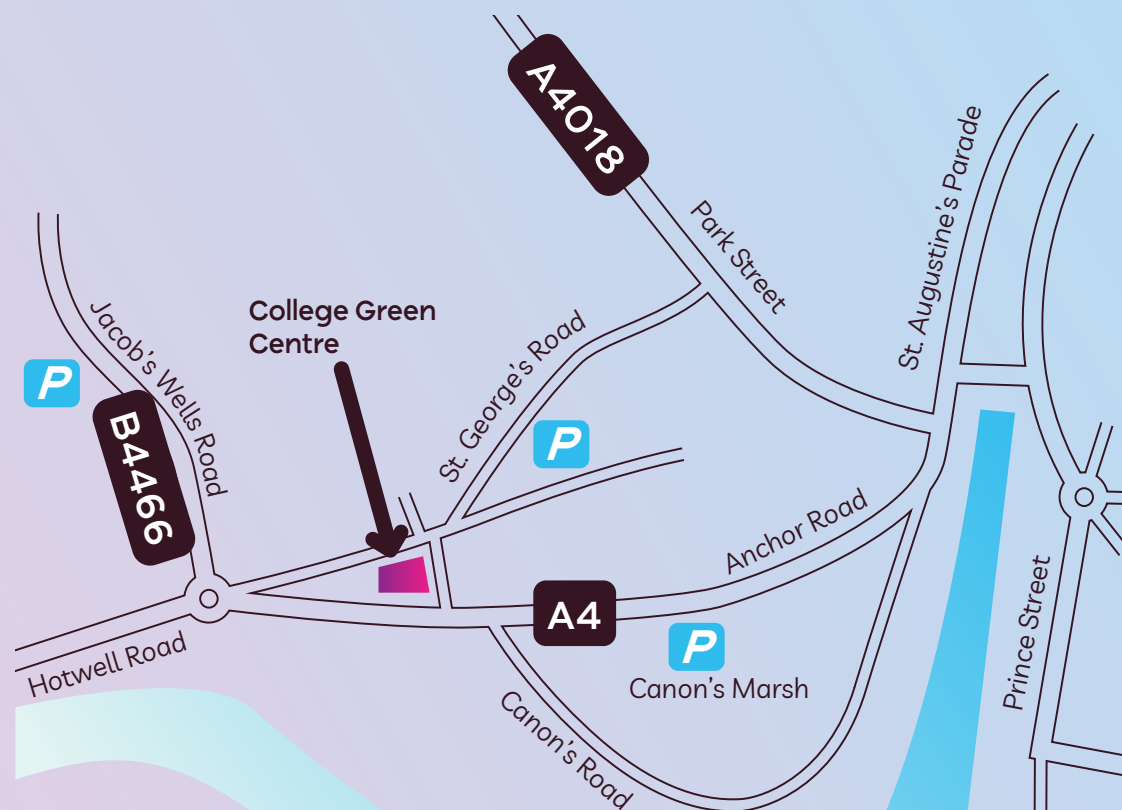 A4018
St. Augustine's Parade
Park Street
College Green
Centre
Jacob's Wells Road
St. George's Road
P
B4466
P
Anchor Road
A4
P
Canon's Marsh
Prince Street
Hotwell Road
Canon's Road